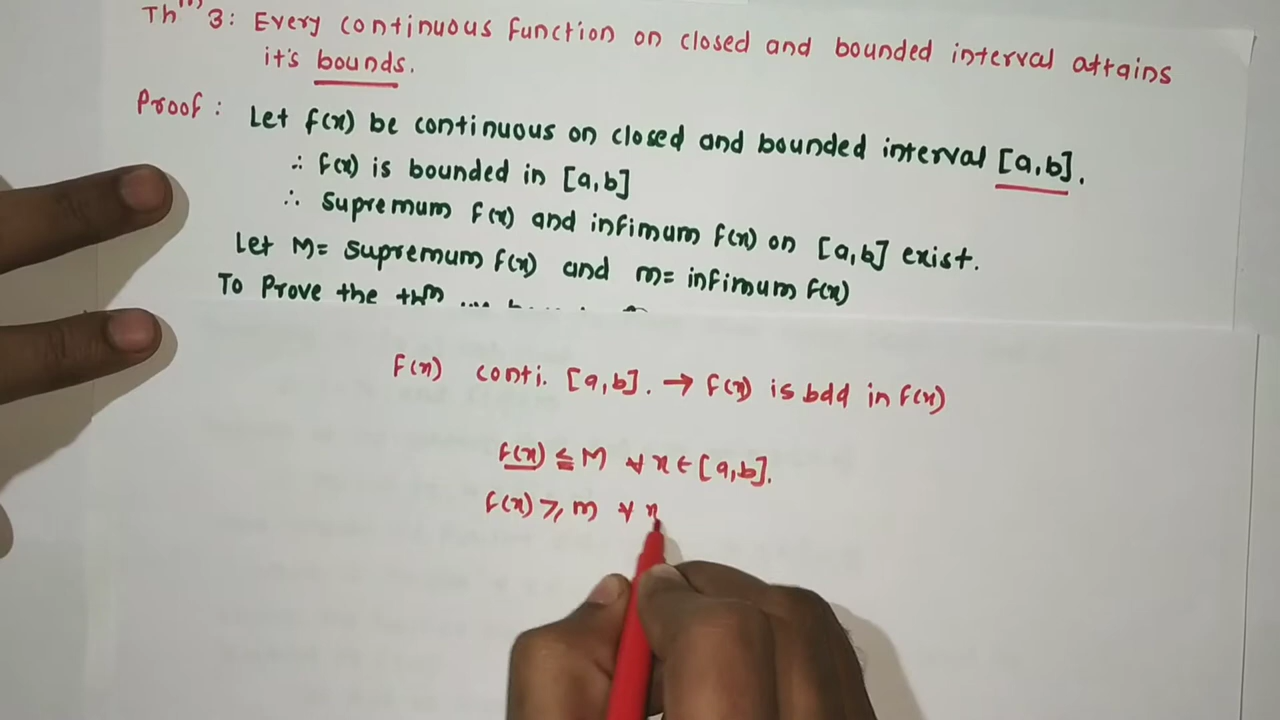 Thm 3: Every continuous function on closed and bounded interval attains
it's bounds.
Proof: Let f(x) be continuous on closed and bounded interval [a,b].
∴ f(x) is bounded in [a,b]
∴ Supremum f(x) and infimum f(x) on [a,b] exist.
Let M= supremum f(x) and m= infimum f(x)
To Prove the thm
f(x) conti. [a,b]. → f(x) is bdd in f(x)
f(x) ≦ M ∀ x ∈ [a,b].
f(x) ⩾ m ∀ x